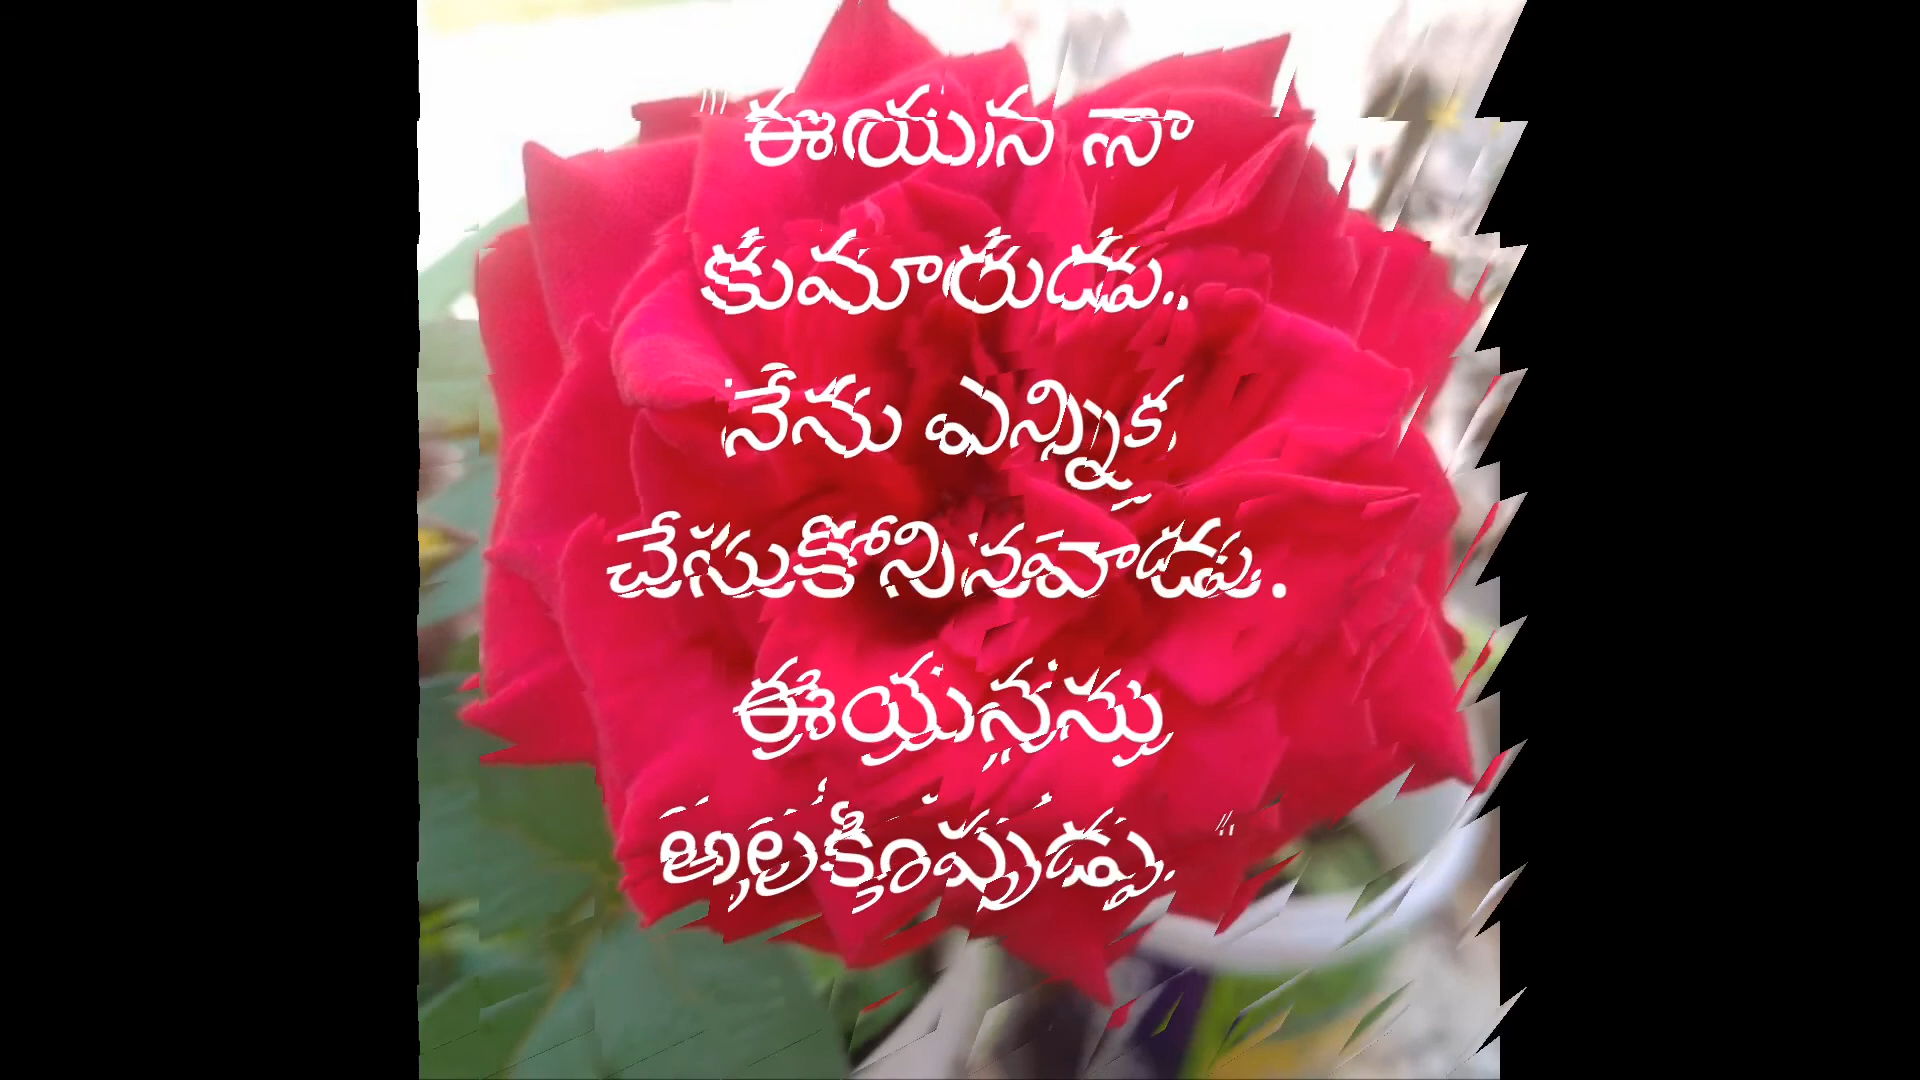 "ఈయన నా
కుమారుడు..
నేను ఎన్నిక
చేసుకోనినవాడు..
ఈయనను
ఆలకింపుడు. "